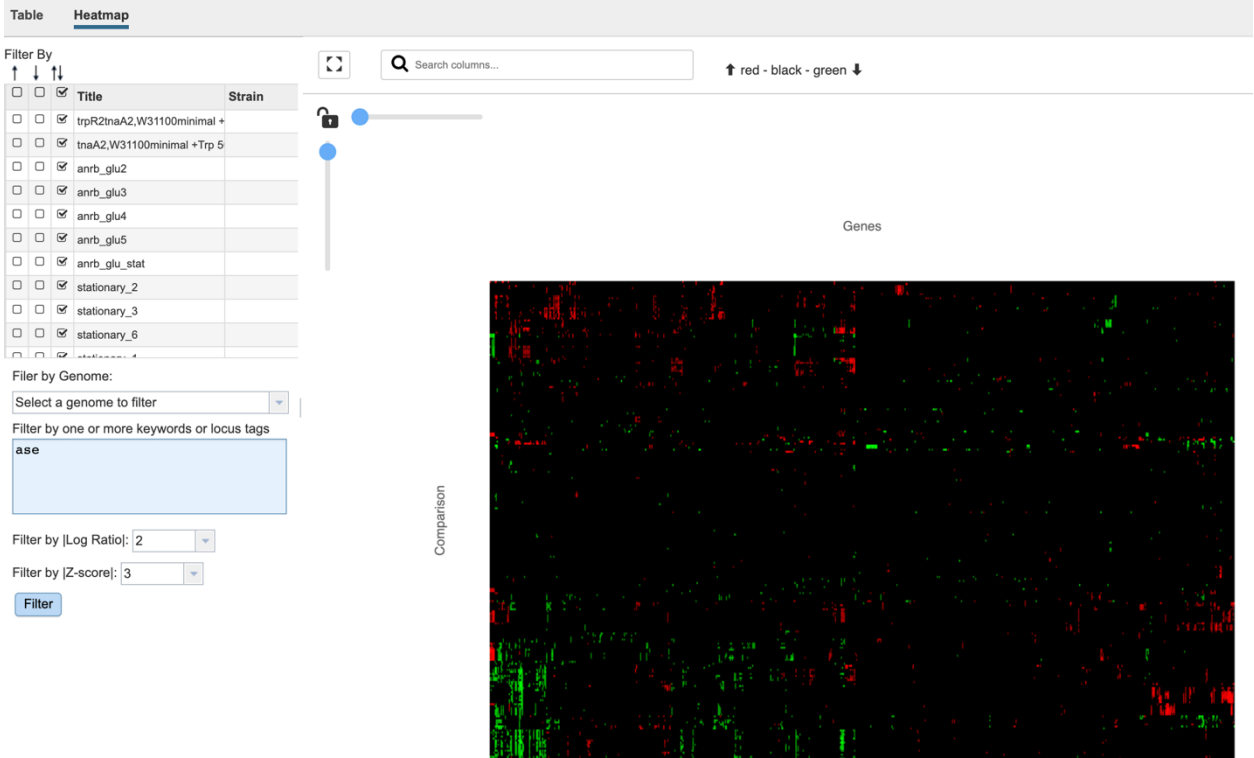 Table Heatmap
Filter By
Title Strain
trpR2tnaA2,W31100minimal +
tnaA2,W31100minimal +Trp 5
anrb_glu2
anrb_glu3
anrb_glu4
anrb_glu5
anrb_glu_stat
stationary_2
stationary_3
stationary_6
Filer by Genome:
Select a genome to filter
Filter by one or more keywords or locus tags
ase
Filter by |Log Ratio|: 2
Filter by |Z-score|: 3
Filter
Search columns...
red - black - green
Genes
Comparison